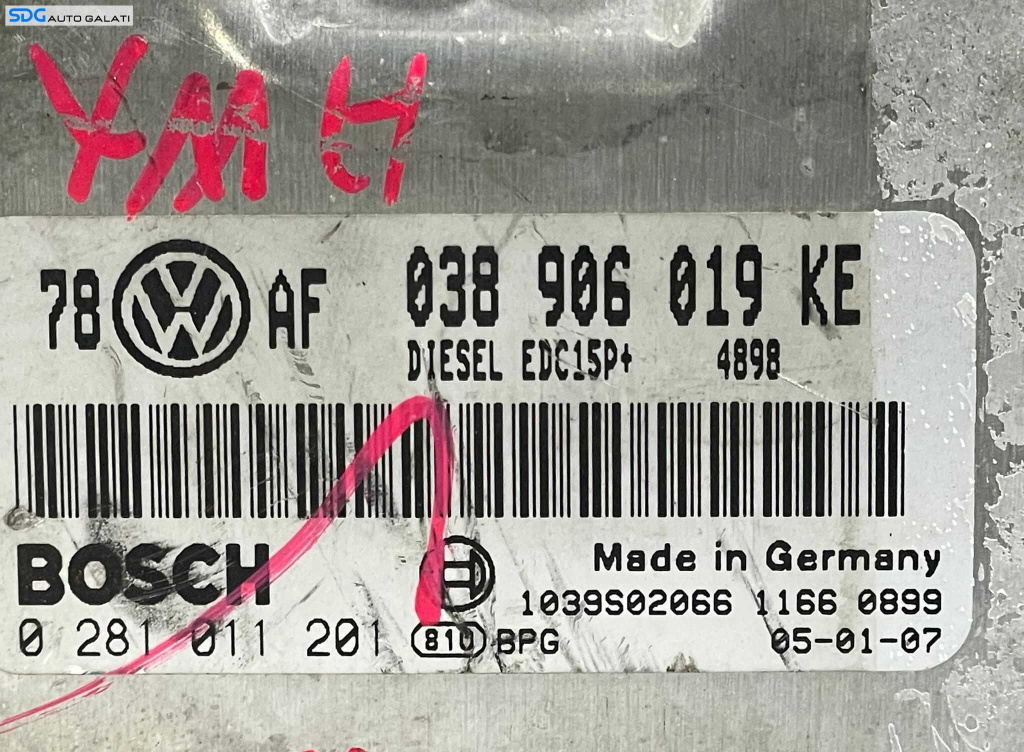 SDG AUTO GALATI
78 VW AF 038 906 019 KE
DIESEL EDC15P+ 4898
BOSCH
Made in Germany
1039S02066 1166 0899
0 281 011 201 810 BPG 05-01-07